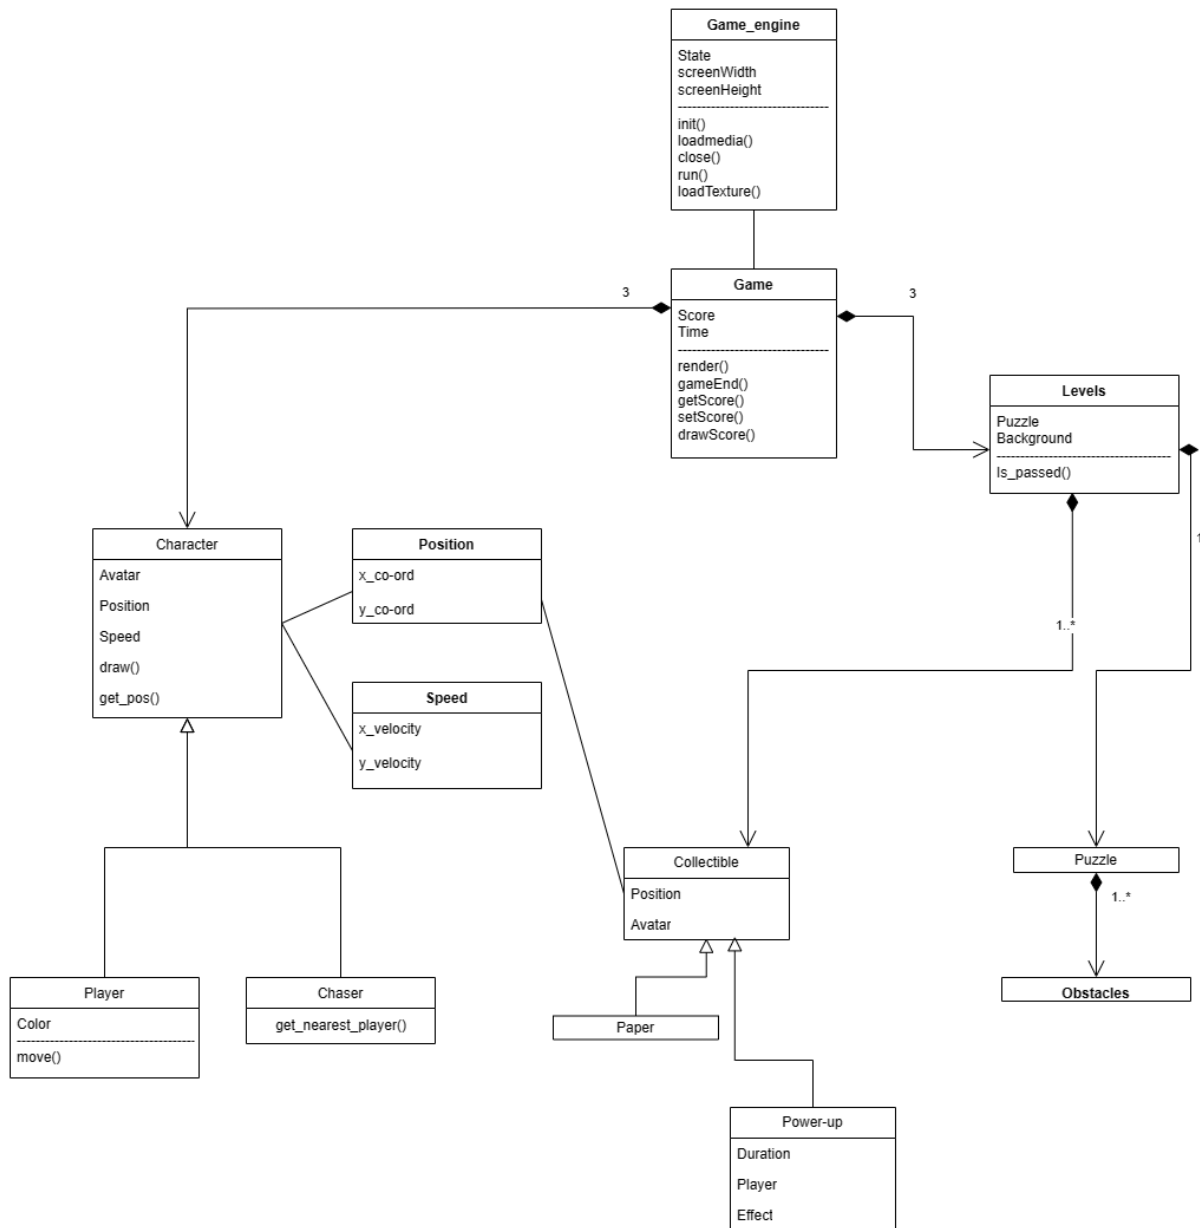 Game_engine
State
screenWidth
screenHeight
init()
loadmedia()
close()
run()
loadTexture()
3
Game
Score
Time
render()
gameEnd()
getScore()
setScore()
drawScore()
3
Levels
Puzzle
Background
Is_passed()
1
1..*
Character
Avatar
Position
Speed
draw()
get_pos()
Position
x_co-ord
y_co-ord
Speed
x_velocity
y_velocity
Collectible
Position
Avatar
Puzzle
1..*
Obstacles
Player
Color
move()
Chaser
get_nearest_player()
Paper
Power-up
Duration
Player
Effect